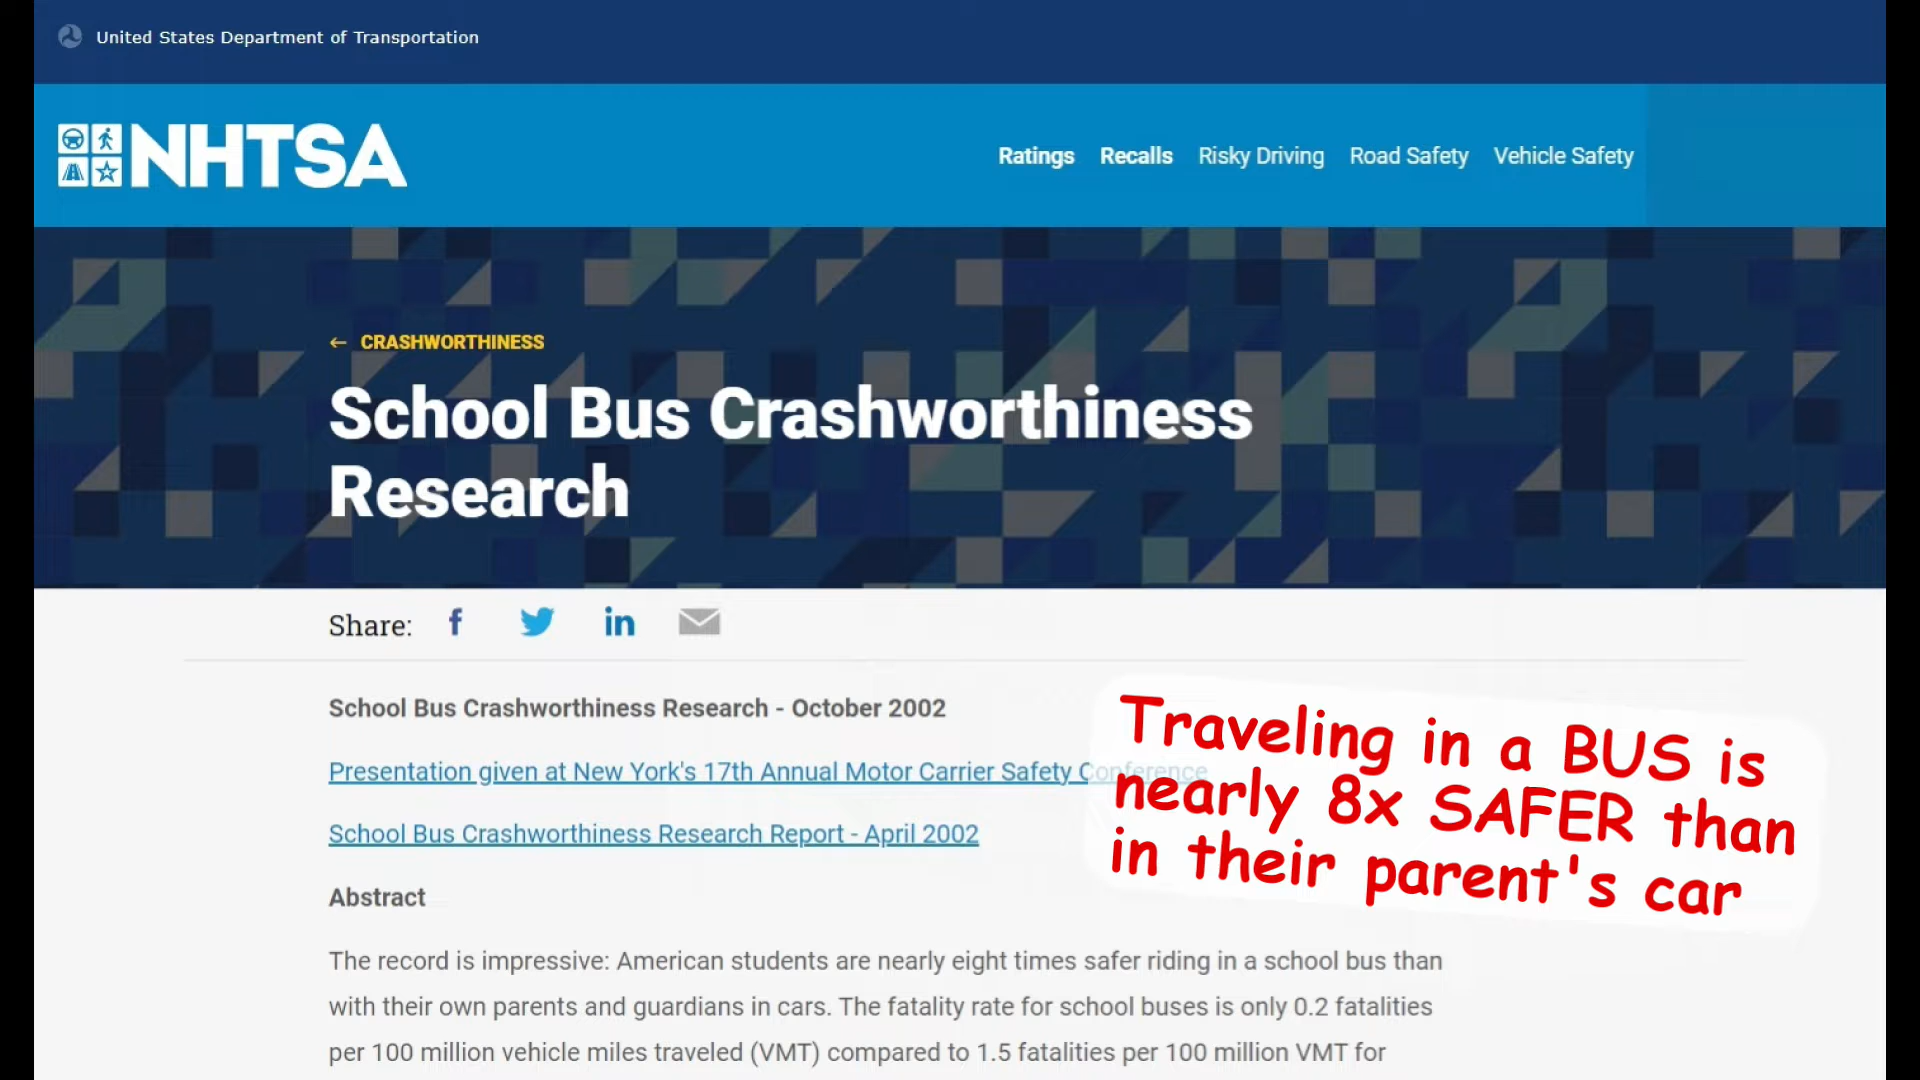 United States Department of Transportation
NHTSA
Ratings Recalls Risky Driving Road Safety Vehicle Safety
← CRASHWORTHINESS
School Bus Crashworthiness
Research
Share:
School Bus Crashworthiness Research - October 2002
Presentation given at New York's 17th Annual Motor Carrier Safety Conference
School Bus Crashworthiness Research Report - April 2002
Traveling in a BUS is
nearly 8x SAFER than
in their parent's car
Abstract
The record is impressive: American students are nearly eight times safer riding in a school bus than
with their own parents and guardians in cars. The fatality rate for school buses is only 0.2 fatalities
per 100 million vehicle miles traveled (VMT) compared to 1.5 fatalities per 100 million VMT for